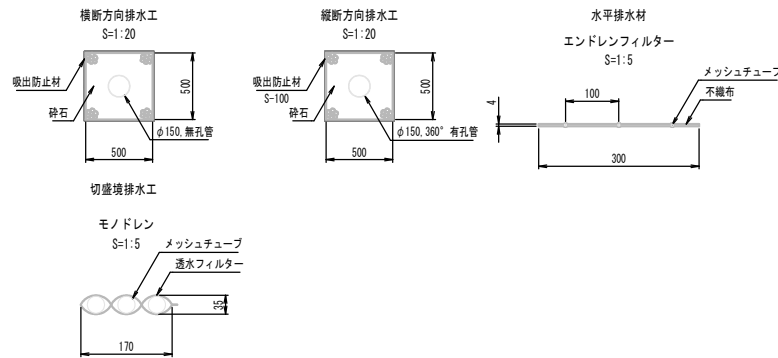 横断方向排水工
S=1:20
吸出防止材
砕石
500
φ150,無孔管
500
縦断方向排水工
S=1:20
吸出防止材
S-100
砕石
500
φ150,360°有孔管
500
水平排水材
エンドレンフィルター
S=1:5
メッシュチューブ
不織布
100
4
300
切盛境排水工
モノドレン
S=1:5
メッシュチューブ
透水フィルター
35
170